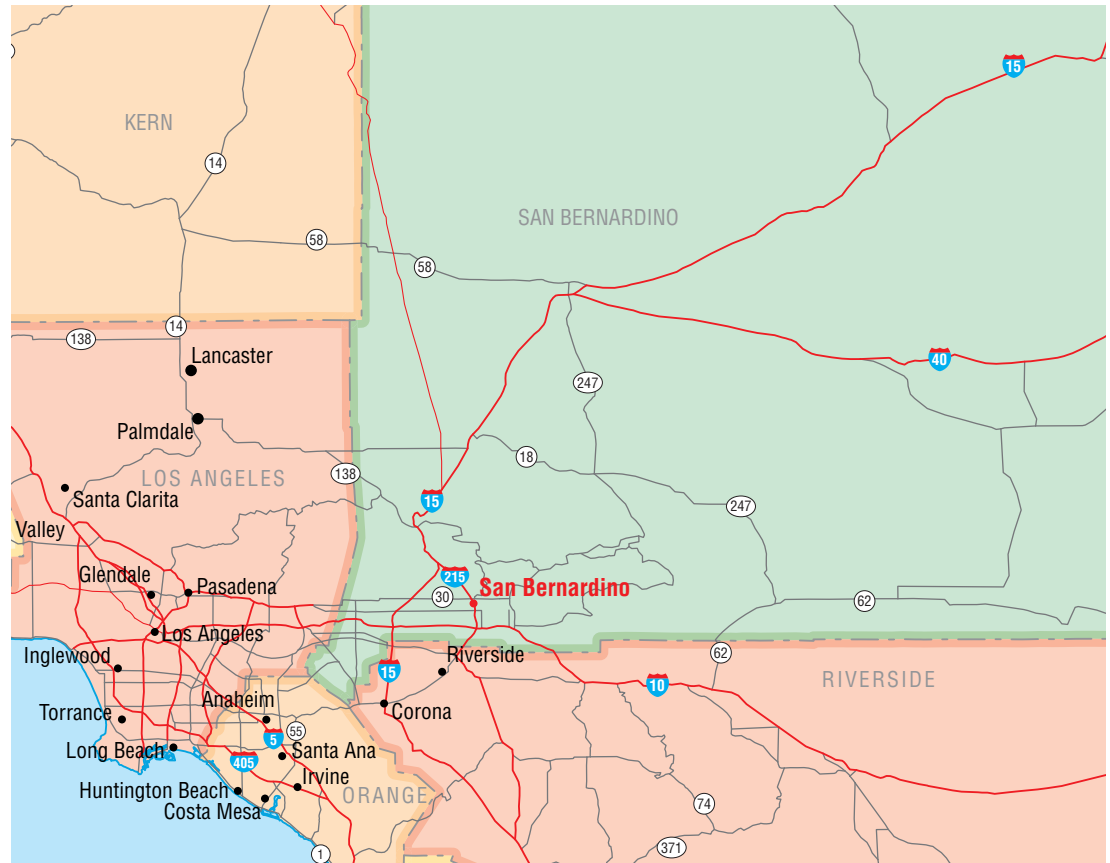 15
KERN
14
SAN BERNARDINO
58
58
14
138
Lancaster
40
247
Palmdale
18
138
LOS ANGELES
Santa Clarita
15
247
Valley
Glendale
Pasadena
215
30
San Bernardino
62
Los Angeles
Inglewood
Riverside
62
15
10
RIVERSIDE
Torrance
Anaheim
Corona
55
5
Long Beach
405
Santa Ana
Huntington Beach
Irvine
ORANGE
Costa Mesa
74
371
1